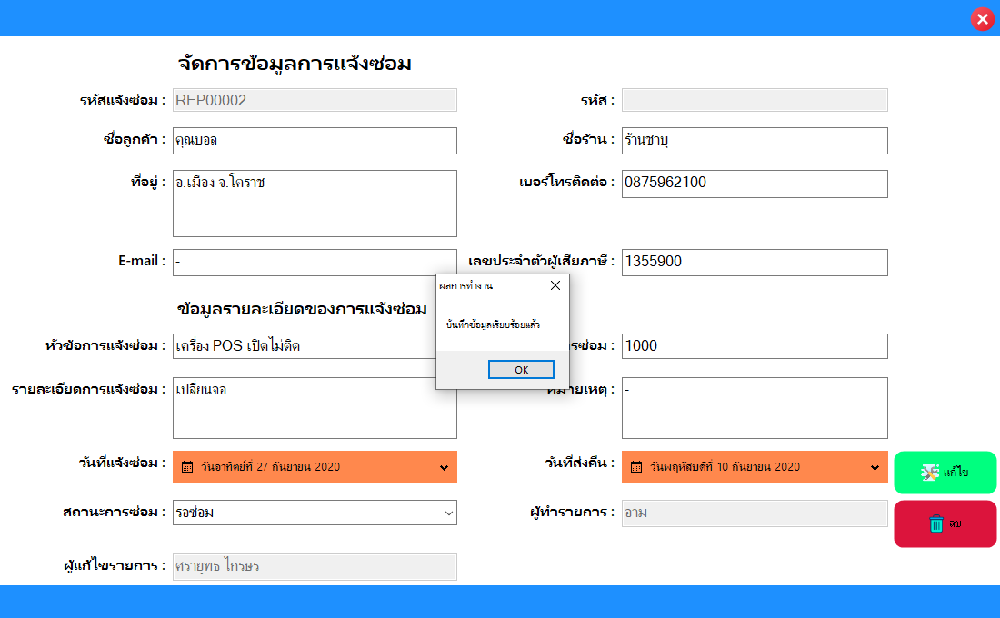 จัดการข้อมูลการแจ้งซ่อม
รหัสแจ้งซ่อม : REP00002
รหัส :
ชื่อลูกค้า : คุณบอล
ชื่อร้าน : ร้านชาบุ
ที่อยู่ : อ.เมือง จ.โคราช
เบอร์โทรติดต่อ : 0875962100
E-mail : -
เลขประจำตัวผู้เสียภาษี : 1355900
ผลการทำงาน
บันทึกข้อมูลเรียบร้อยแล้ว
OK
ข้อมูลรายละเอียดของการแจ้งซ่อม
หัวข้อการแจ้งซ่อม : เครื่อง POS เปิดไม่ติด
ซ่อม : 1000
รายละเอียดการแจ้งซ่อม : เปลี่ยนจอ
หมายเหตุ : -
วันที่แจ้งซ่อม : วันอาทิตย์ที่ 27 กันยายน 2020
วันที่ส่งคืน : วันพฤหัสบดีที่ 10 กันยายน 2020
แก้ไข
สถานะการซ่อม : รอซ่อม
ผู้ทำรายการ : อาม
ลบ
ผู้แก้ไขรายการ : ศรายุทธ ไกรษร